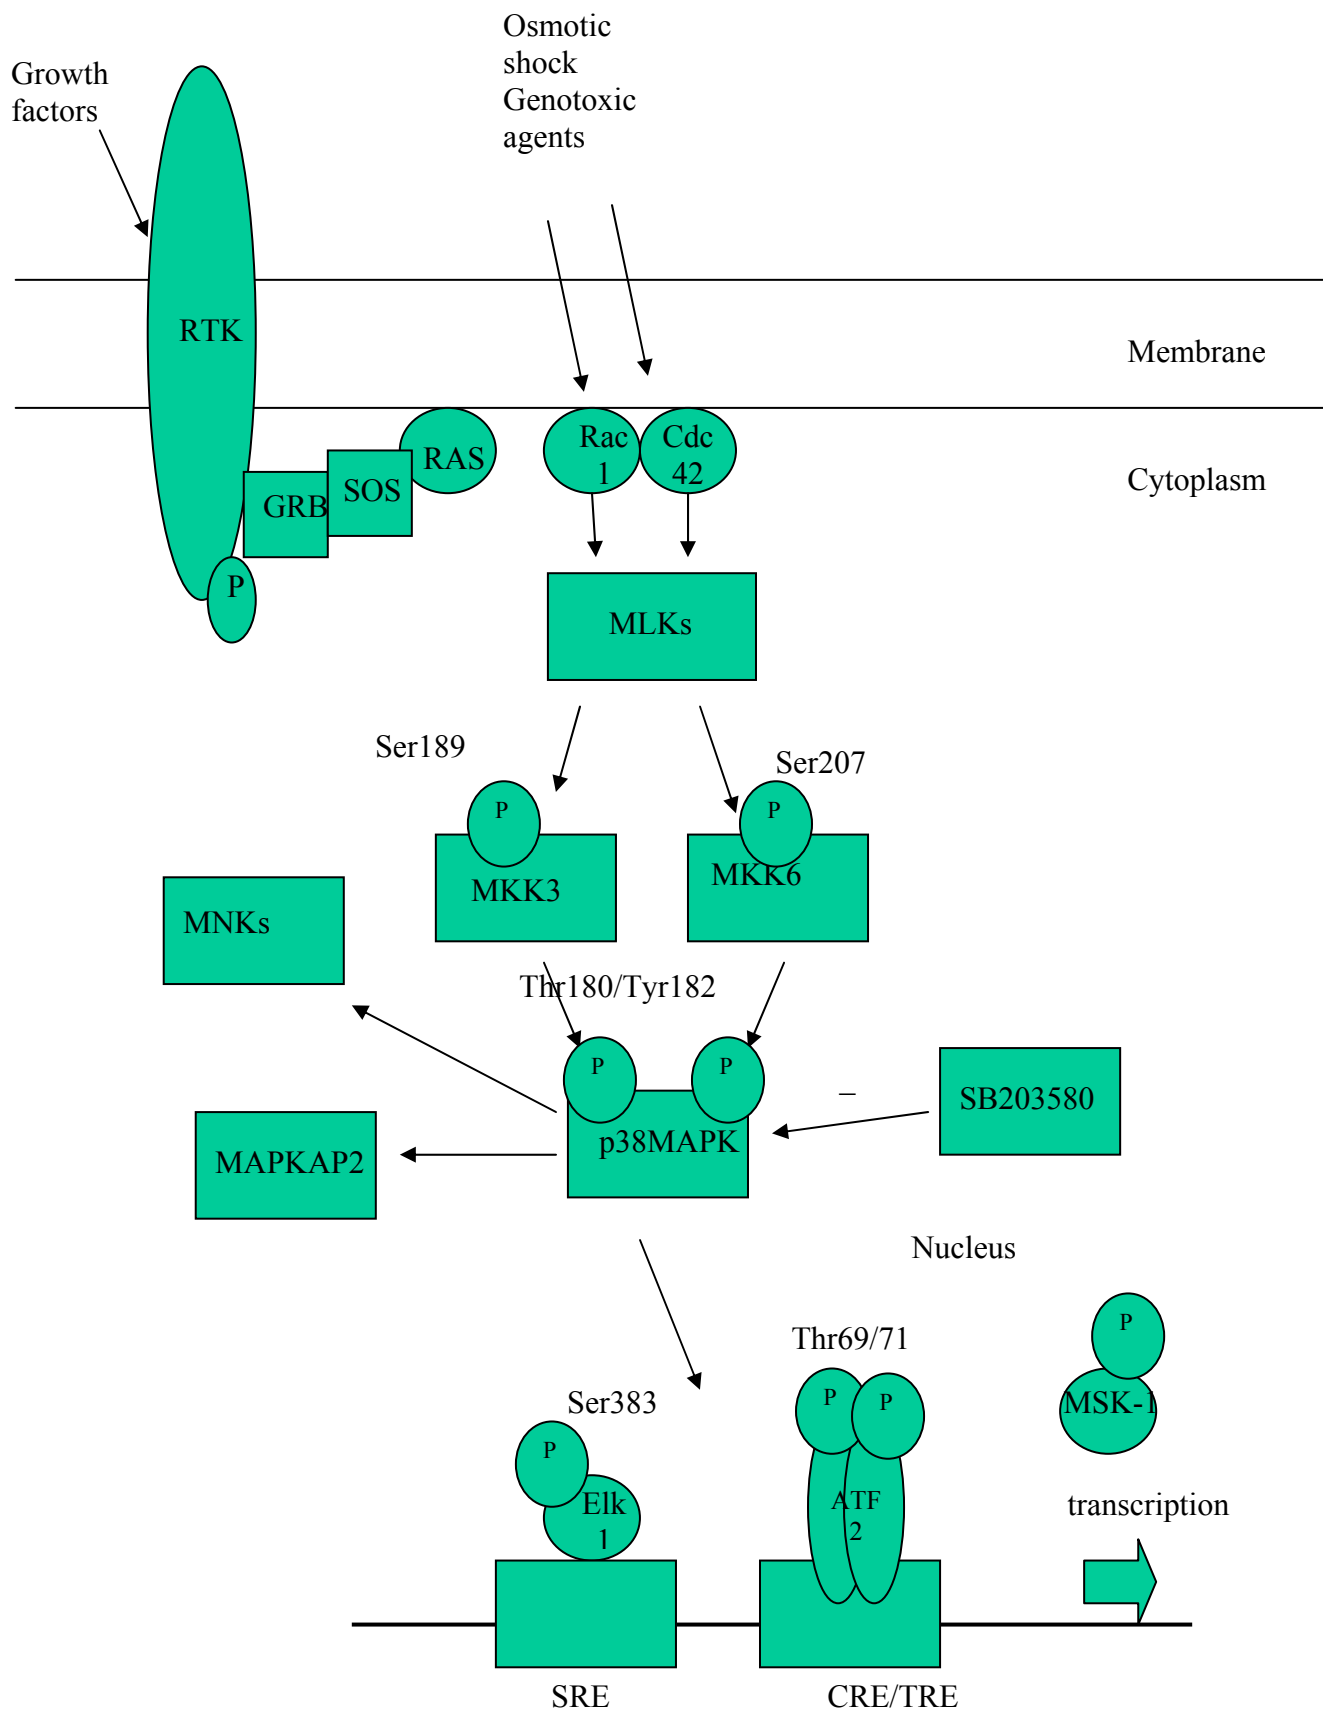 Osmotic
shock
Genotoxic
agents
Growth
factors
RTK
Membrane
RAS
Rac
1
Cdc
42
SOS
GRB
Cytoplasm
P
MLKs
Ser189
Ser207
P
P
MKK3
MKK6
MNKs
Thr180/Tyr182
P
P
–
SB203580
p38MAPK
MAPKAP2
Nucleus
P
Thr69/71
MSK-1
Ser383
P
P
P
Elk
1
ATF
2
transcription
SRE
CRE/TRE